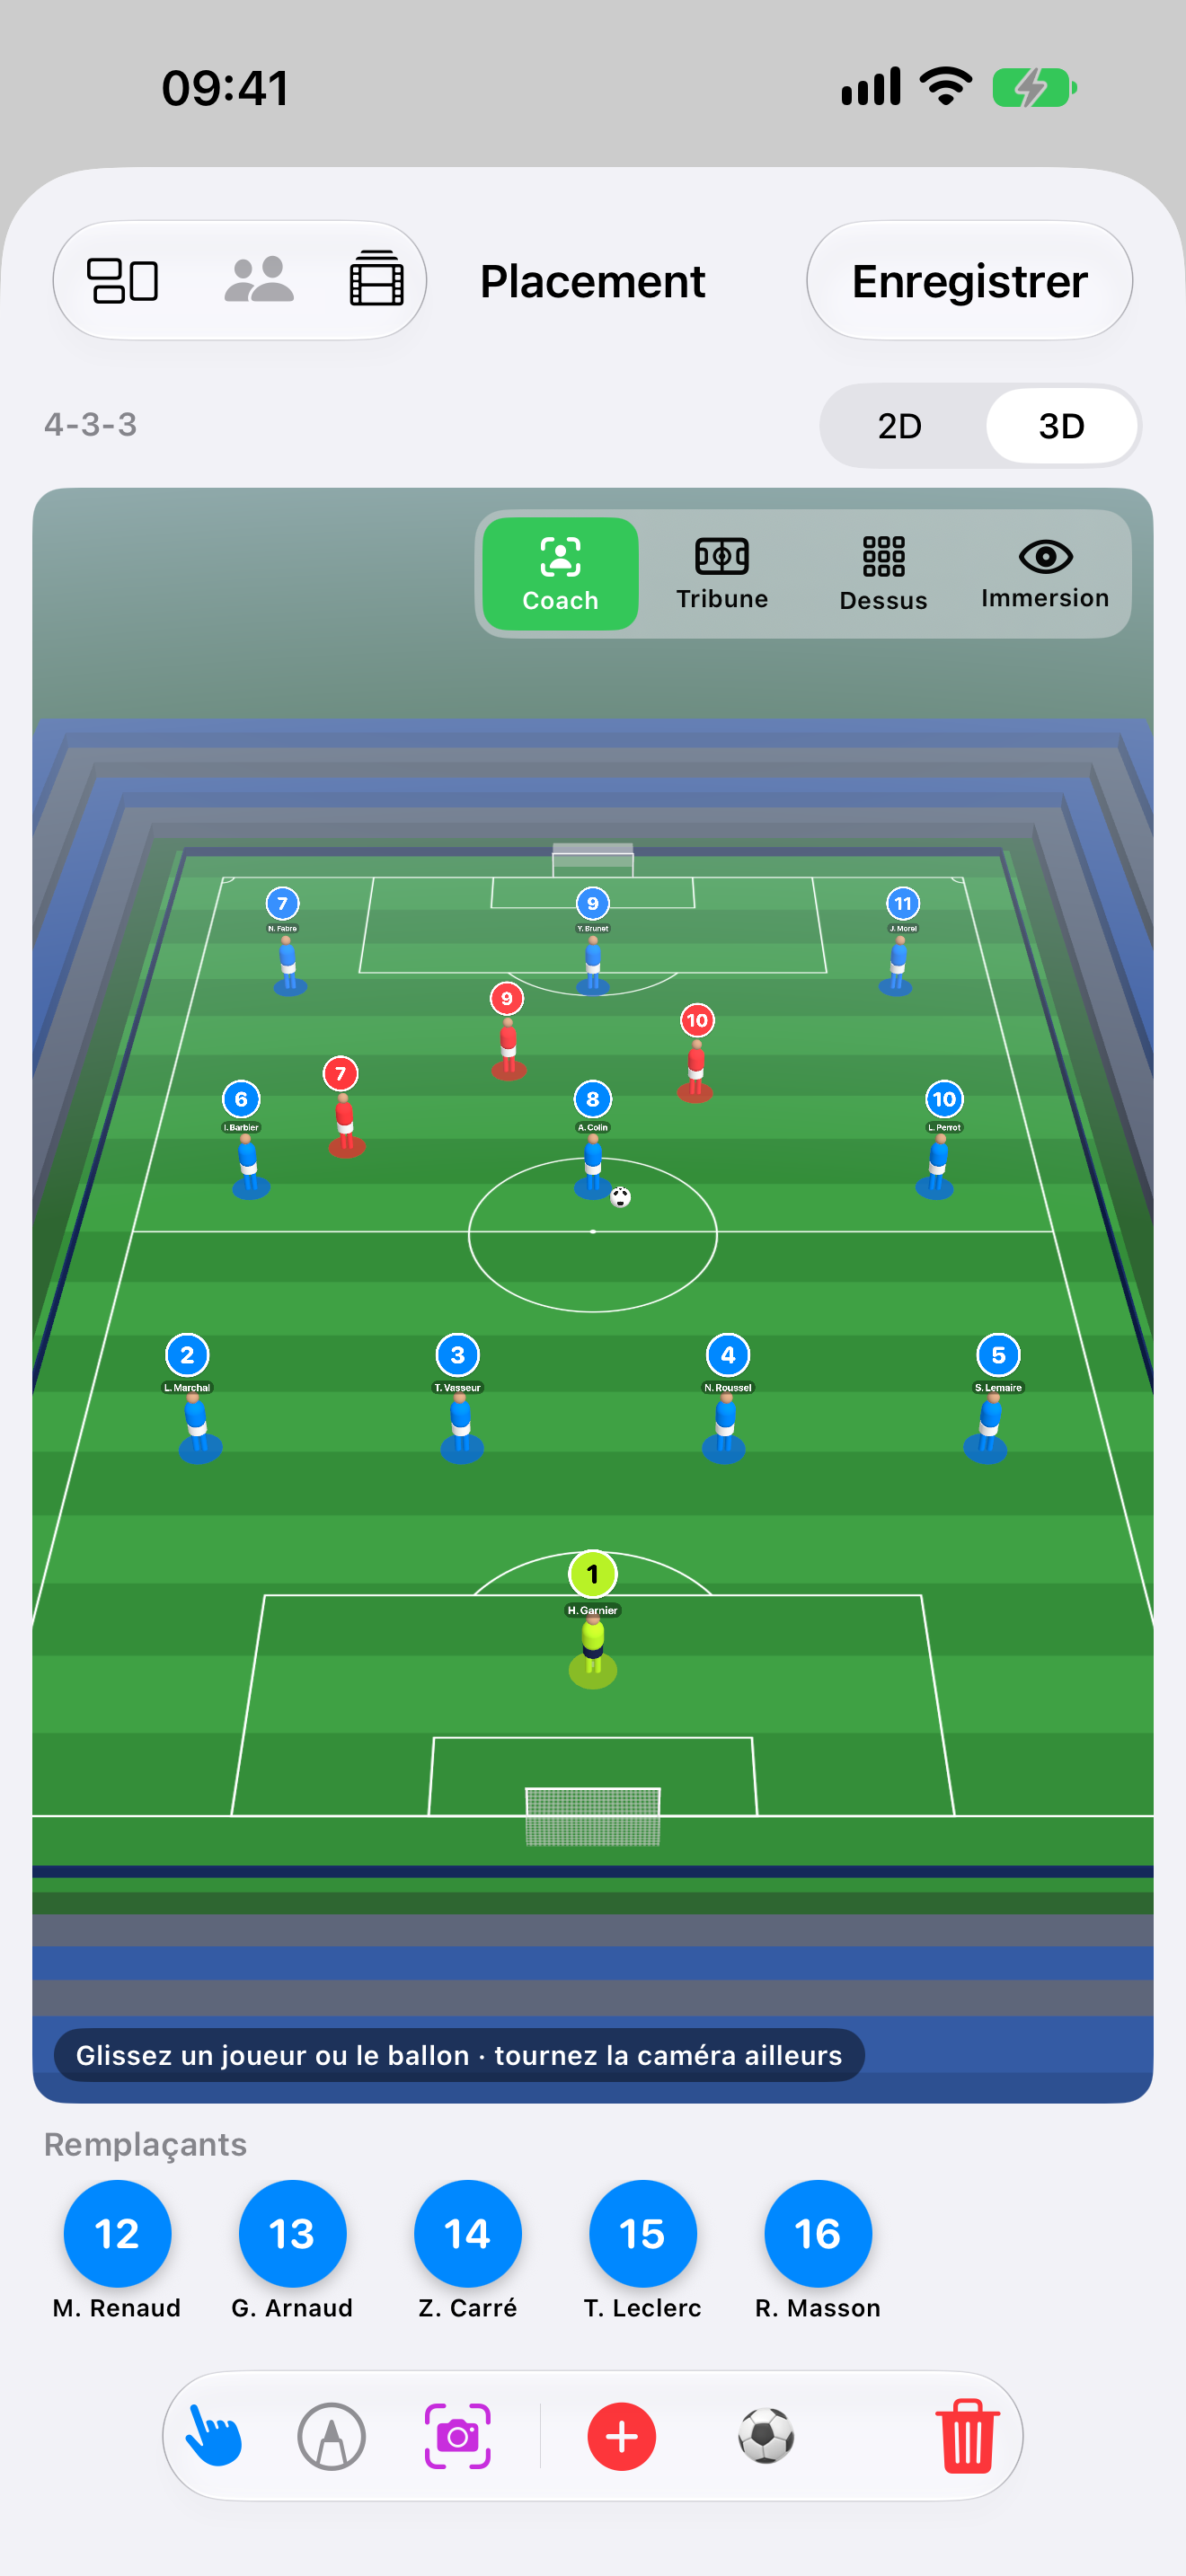 09:41
Placement
Enregistrer
4-3-3
2D
3D
Coach
Tribune
Dessus
Immersion
7
9
11
N. Fabre
Y. Brunet
J. Morel
9
10
7
6
8
10
I. Barbier
A. Colin
L. Perrot
2
3
4
5
L. Marchal
T. Vasseur
N. Roussel
S. Lemaire
1
H. Garnier
Glissez un joueur ou le ballon · tournez la caméra ailleurs
Remplaçants
12
13
14
15
16
M. Renaud
G. Arnaud
Z. Carré
T. Leclerc
R. Masson